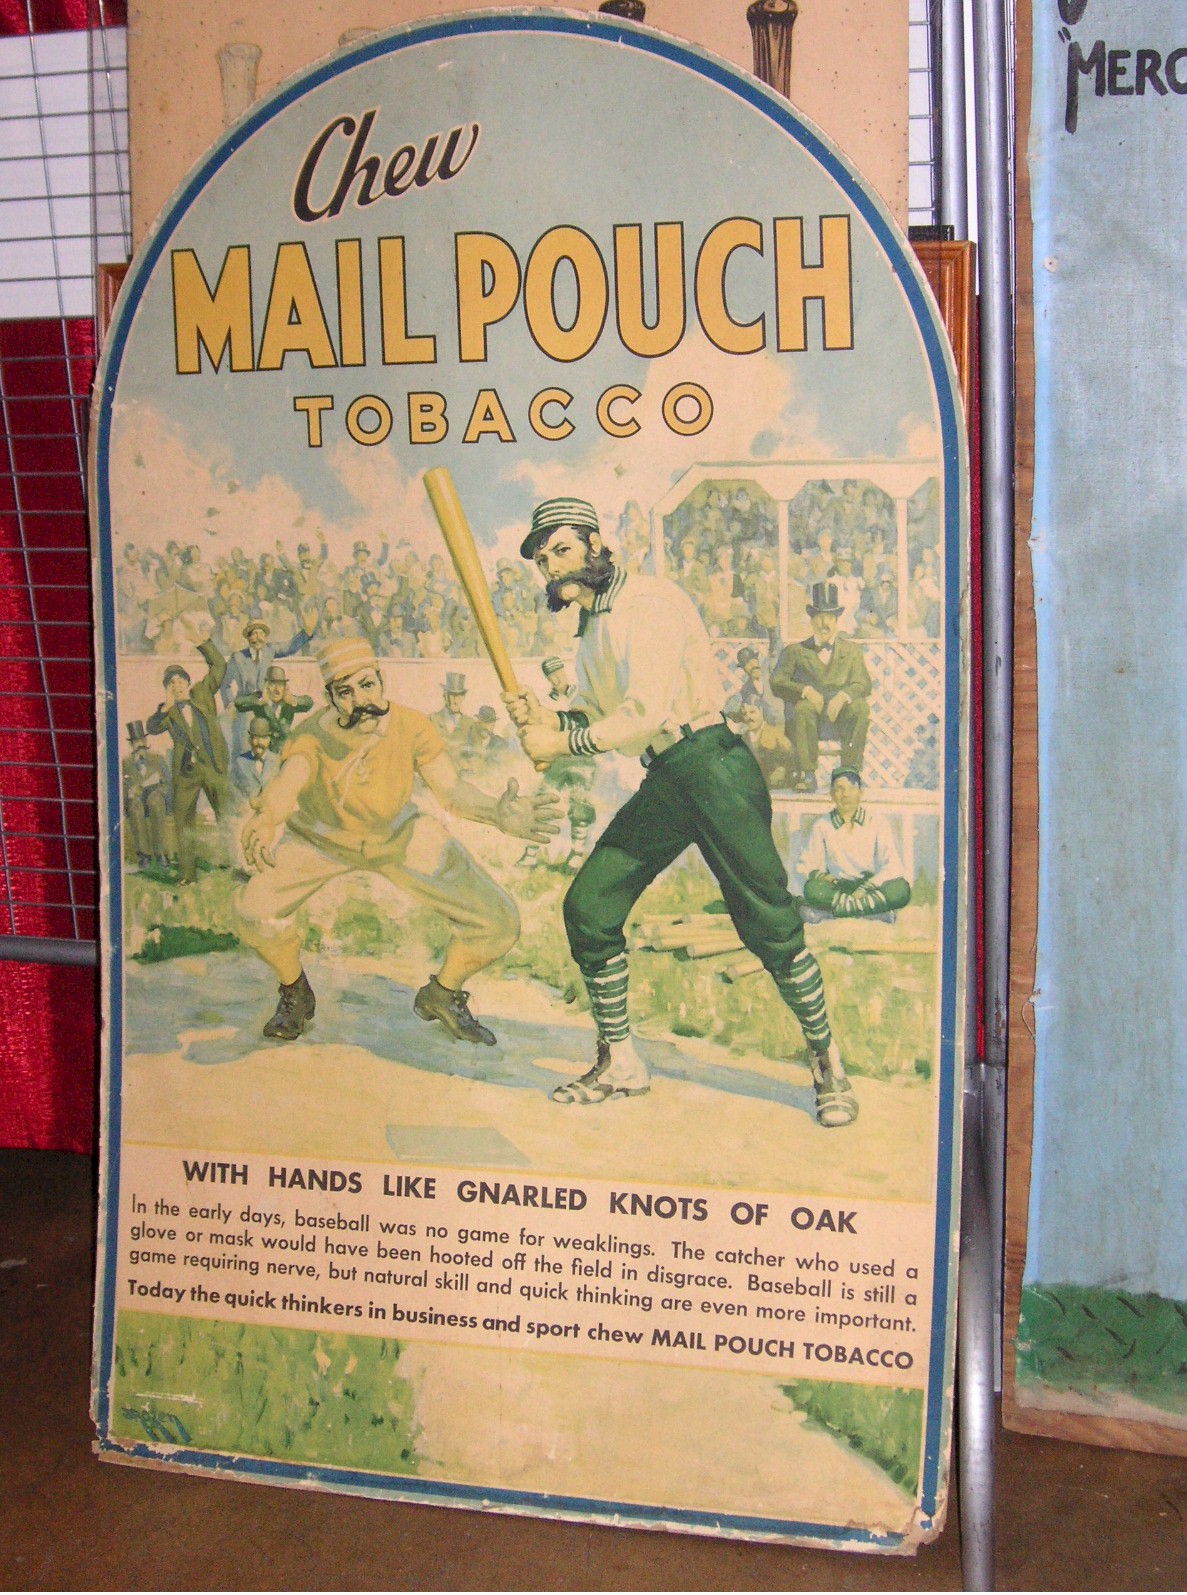 Chew
MAIL POUCH
TOBACCO
WITH HANDS LIKE GNARLED KNOTS OF OAK
In the early days, baseball was no game for weaklings. The catcher who used a
glove or mask would have been hooted off the field in disgrace. Baseball is still a
game requiring nerve, but natural skill and quick thinking are even more important.
Today the quick thinkers in business and sport chew MAIL POUCH TOBACCO